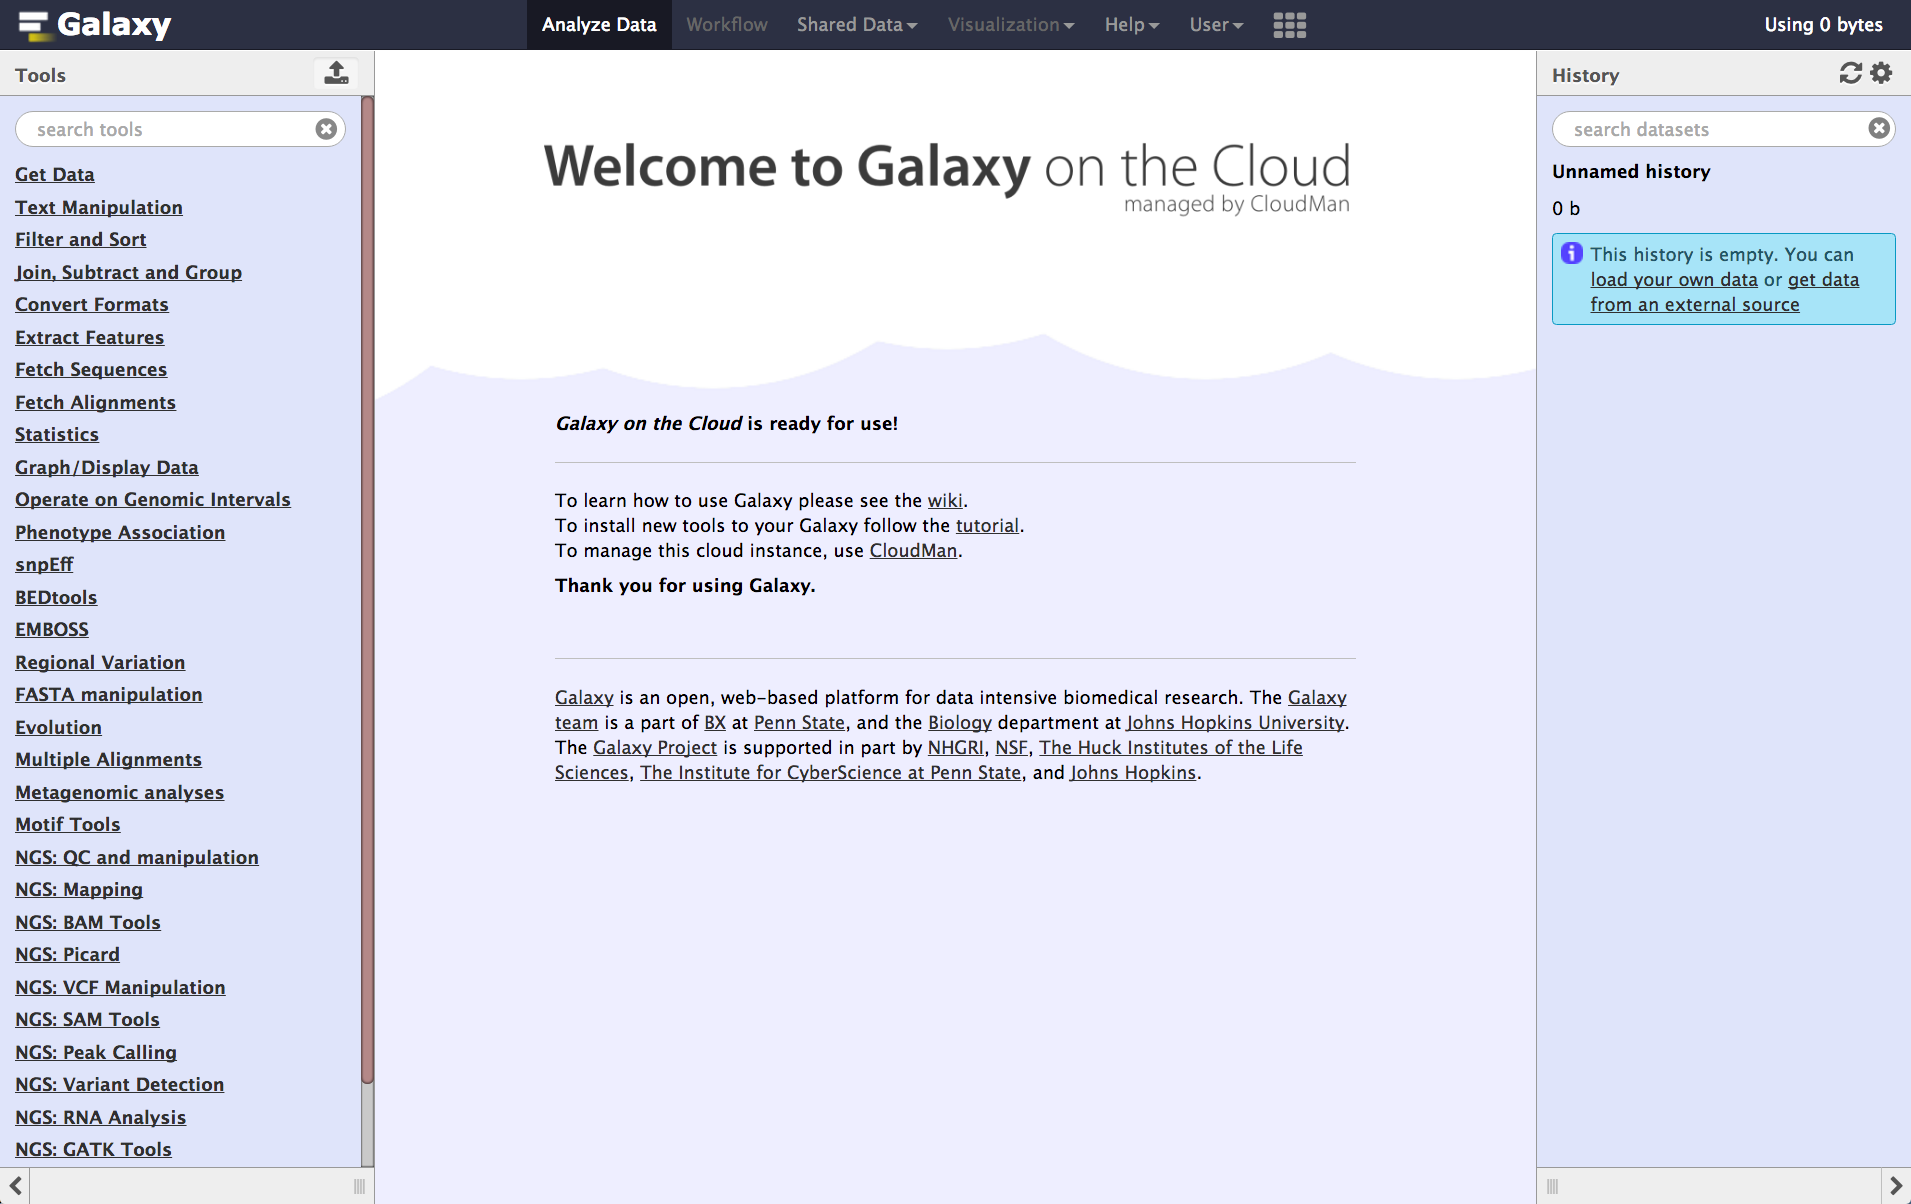 Galaxy
Analyze Data
Workflow
Shared Data
Visualization
Help
User
Using 0 bytes
Tools
search tools
Get Data
Text Manipulation
Filter and Sort
Join, Subtract and Group
Convert Formats
Extract Features
Fetch Sequences
Fetch Alignments
Statistics
Graph/Display Data
Operate on Genomic Intervals
Phenotype Association
snpEff
BEDtools
EMBOSS
Regional Variation
FASTA manipulation
Evolution
Multiple Alignments
Metagenomic analyses
Motif Tools
NGS: QC and manipulation
NGS: Mapping
NGS: BAM Tools
NGS: Picard
NGS: VCF Manipulation
NGS: SAM Tools
NGS: Peak Calling
NGS: Variant Detection
NGS: RNA Analysis
NGS: GATK Tools
Welcome to Galaxy on the Cloud
managed by CloudMan
Galaxy on the Cloud is ready for use!
To learn how to use Galaxy please see the wiki.
To install new tools to your Galaxy follow the tutorial.
To manage this cloud instance, use CloudMan.
Thank you for using Galaxy.
Galaxy is an open, web-based platform for data intensive biomedical research. The Galaxy
team is a part of BX at Penn State, and the Biology department at Johns Hopkins University.
The Galaxy Project is supported in part by NHGRI, NSF, The Huck Institutes of the Life
Sciences, The Institute for CyberScience at Penn State, and Johns Hopkins.
History
search datasets
Unnamed history
0 b
This history is empty. You can
load your own data or get data
from an external source